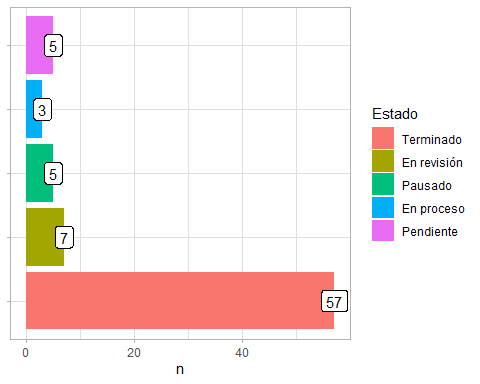 5
3
5
7
57
0
20
40
n
Estado
Terminado
En revisión
Pausado
En proceso
Pendiente